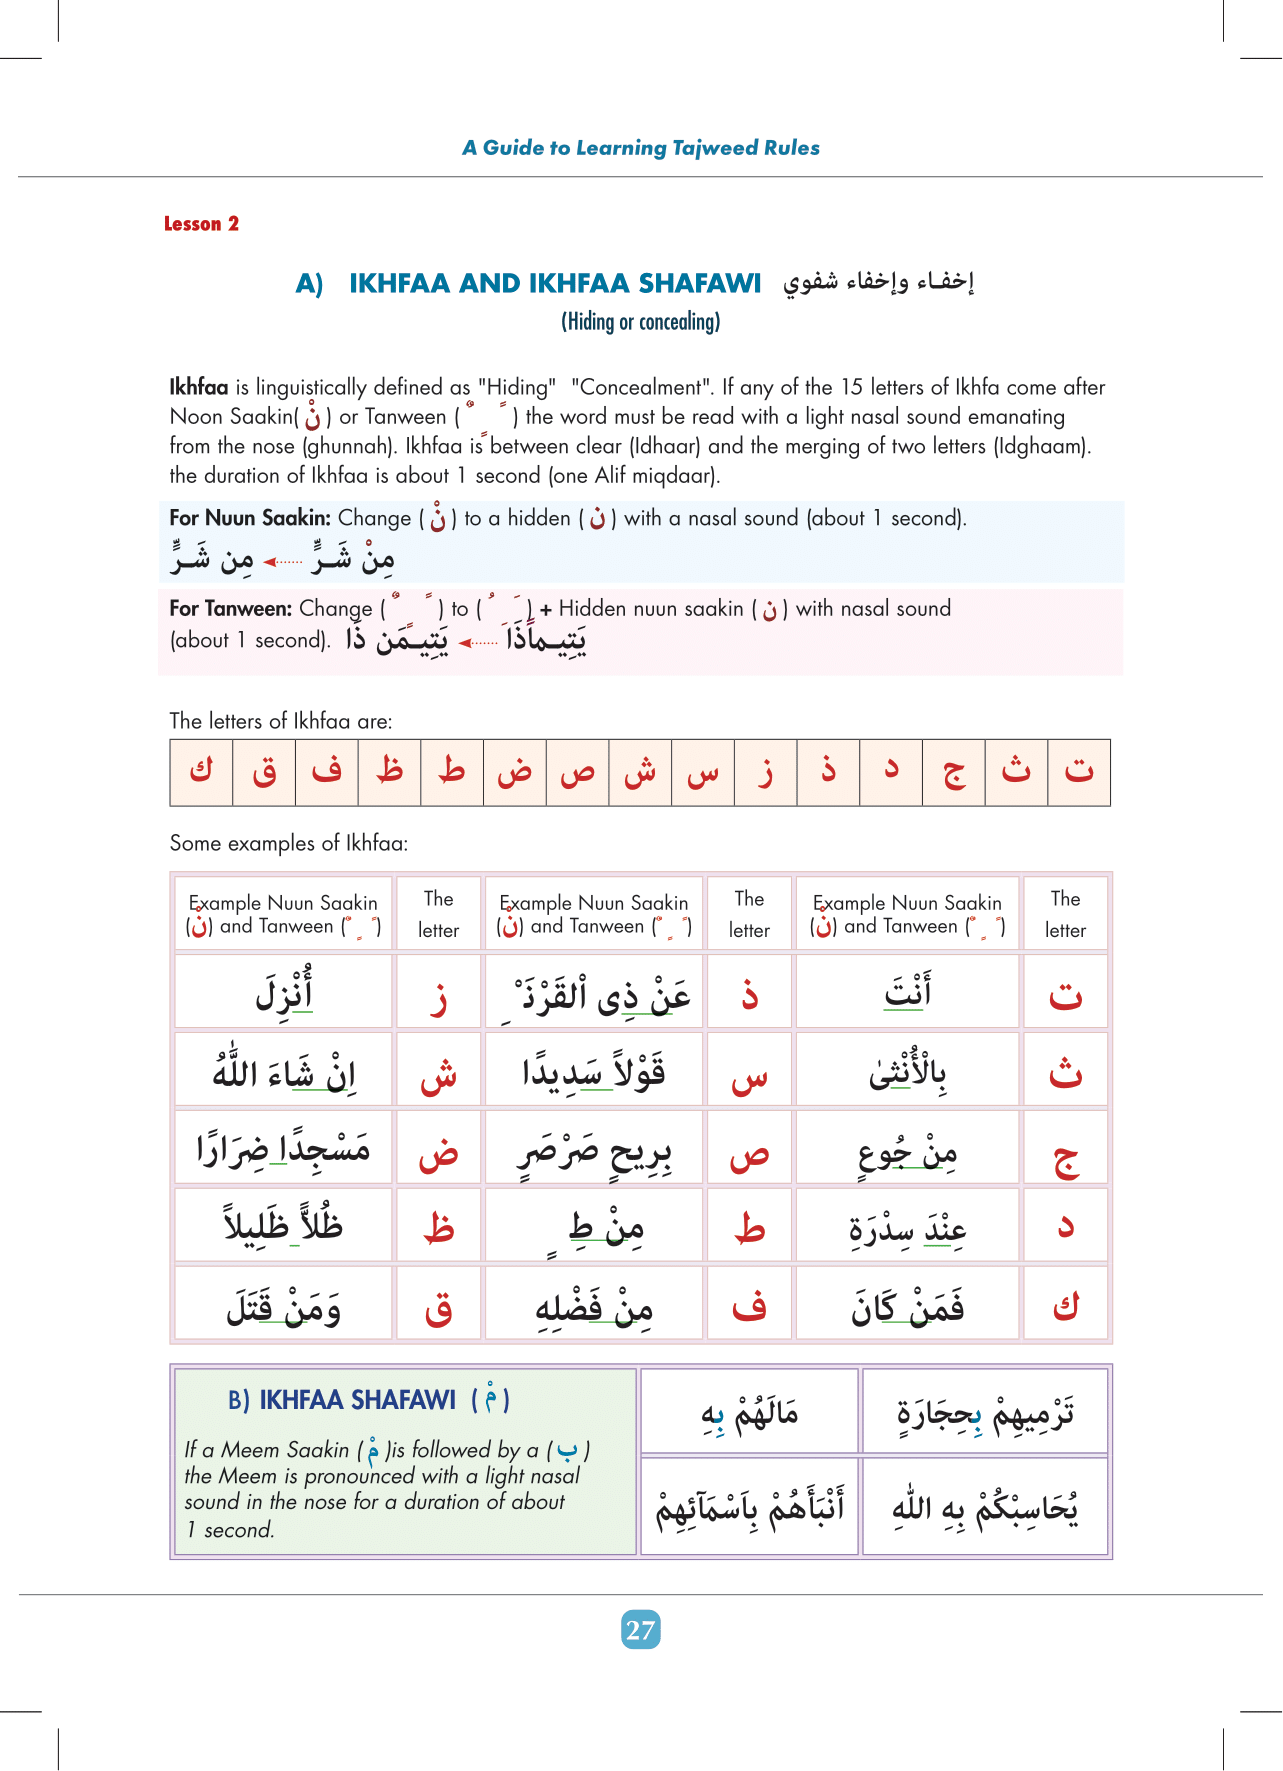 A Guide to Learning Tajweed Rules
Lesson 2
A) IKHFAA AND IKHFAA SHAFAWI إخفـاء وإخفاء شفوي
(Hiding or concealing)
Ikhfaa is linguistically defined as "Hiding" "Concealment". If any of the 15 letters of Ikhfa come after
Noon Saakin( نْ ) or Tanween ( ٌ ٍ ً ) the word must be read with a light nasal sound emanating
from the nose (ghunnah). Ikhfaa is between clear (Idhaar) and the merging of two letters (Idghaam).
the duration of Ikhfaa is about 1 second (one Alif miqdaar).
For Nuun Saakin: Change ( نْ ) to a hidden ( ن ) with a nasal sound (about 1 second).
مِنْ شَـرٍّ مِن شَـرٍّ
For Tanween: Change ( ٌ ٍ ً ) to ( ُ ِ َ ) + Hidden nuun saakin ( ن ) with nasal sound
(about 1 second). يَتِيـماًذَا يَتِيـمَن ذَا
The letters of Ikhfaa are:
ت ث ج د ذ ز س ش ص ض ط ظ ف ق ك
Some examples of Ikhfaa:
Example Nuun Saakin (نْ) and Tanween (ٌ ٍ ً) The letter Example Nuun Saakin (نْ) and Tanween (ٌ ٍ ً) The letter Example Nuun Saakin (نْ) and Tanween (ٌ ٍ ً) The letter
ت أَنْتَ ذ عَنْ ذِى ز أُنْزِلَ
ث بِالْأُنْثىٰ س قَوْلاً سَدِيدًا ش اِنْ شَاءَ اللّٰهُ
ج مِنْ جُوعٍ ص بِرِيحٍ صَرْصَرٍ ض مَسْجِدًا ضِرَارًا
د عِنْدَ سِدْرَةِ ط مِنْ طِ ٍ ظ ظُلاًّ ظَلِيلاً
ك فَمَنْ كَانَ ف مِنْ فَضْلِهِ ق وَمَنْ قَتَلَ
B) IKHFAA SHAFAWI ( مْ )
If a Meem Saakin ( مْ )is followed by a ( ب )
the Meem is pronounced with a light nasal
sound in the nose for a duration of about
1 second.
تَرْمِيهِمْ بِحِجَارَةٍ مَالَهُمْ بِهِ
يُحَاسِبْكُمْ بِهِ اللهِ أَنْبَأَهُمْ بِاَسْمَآئِهِمْ
27